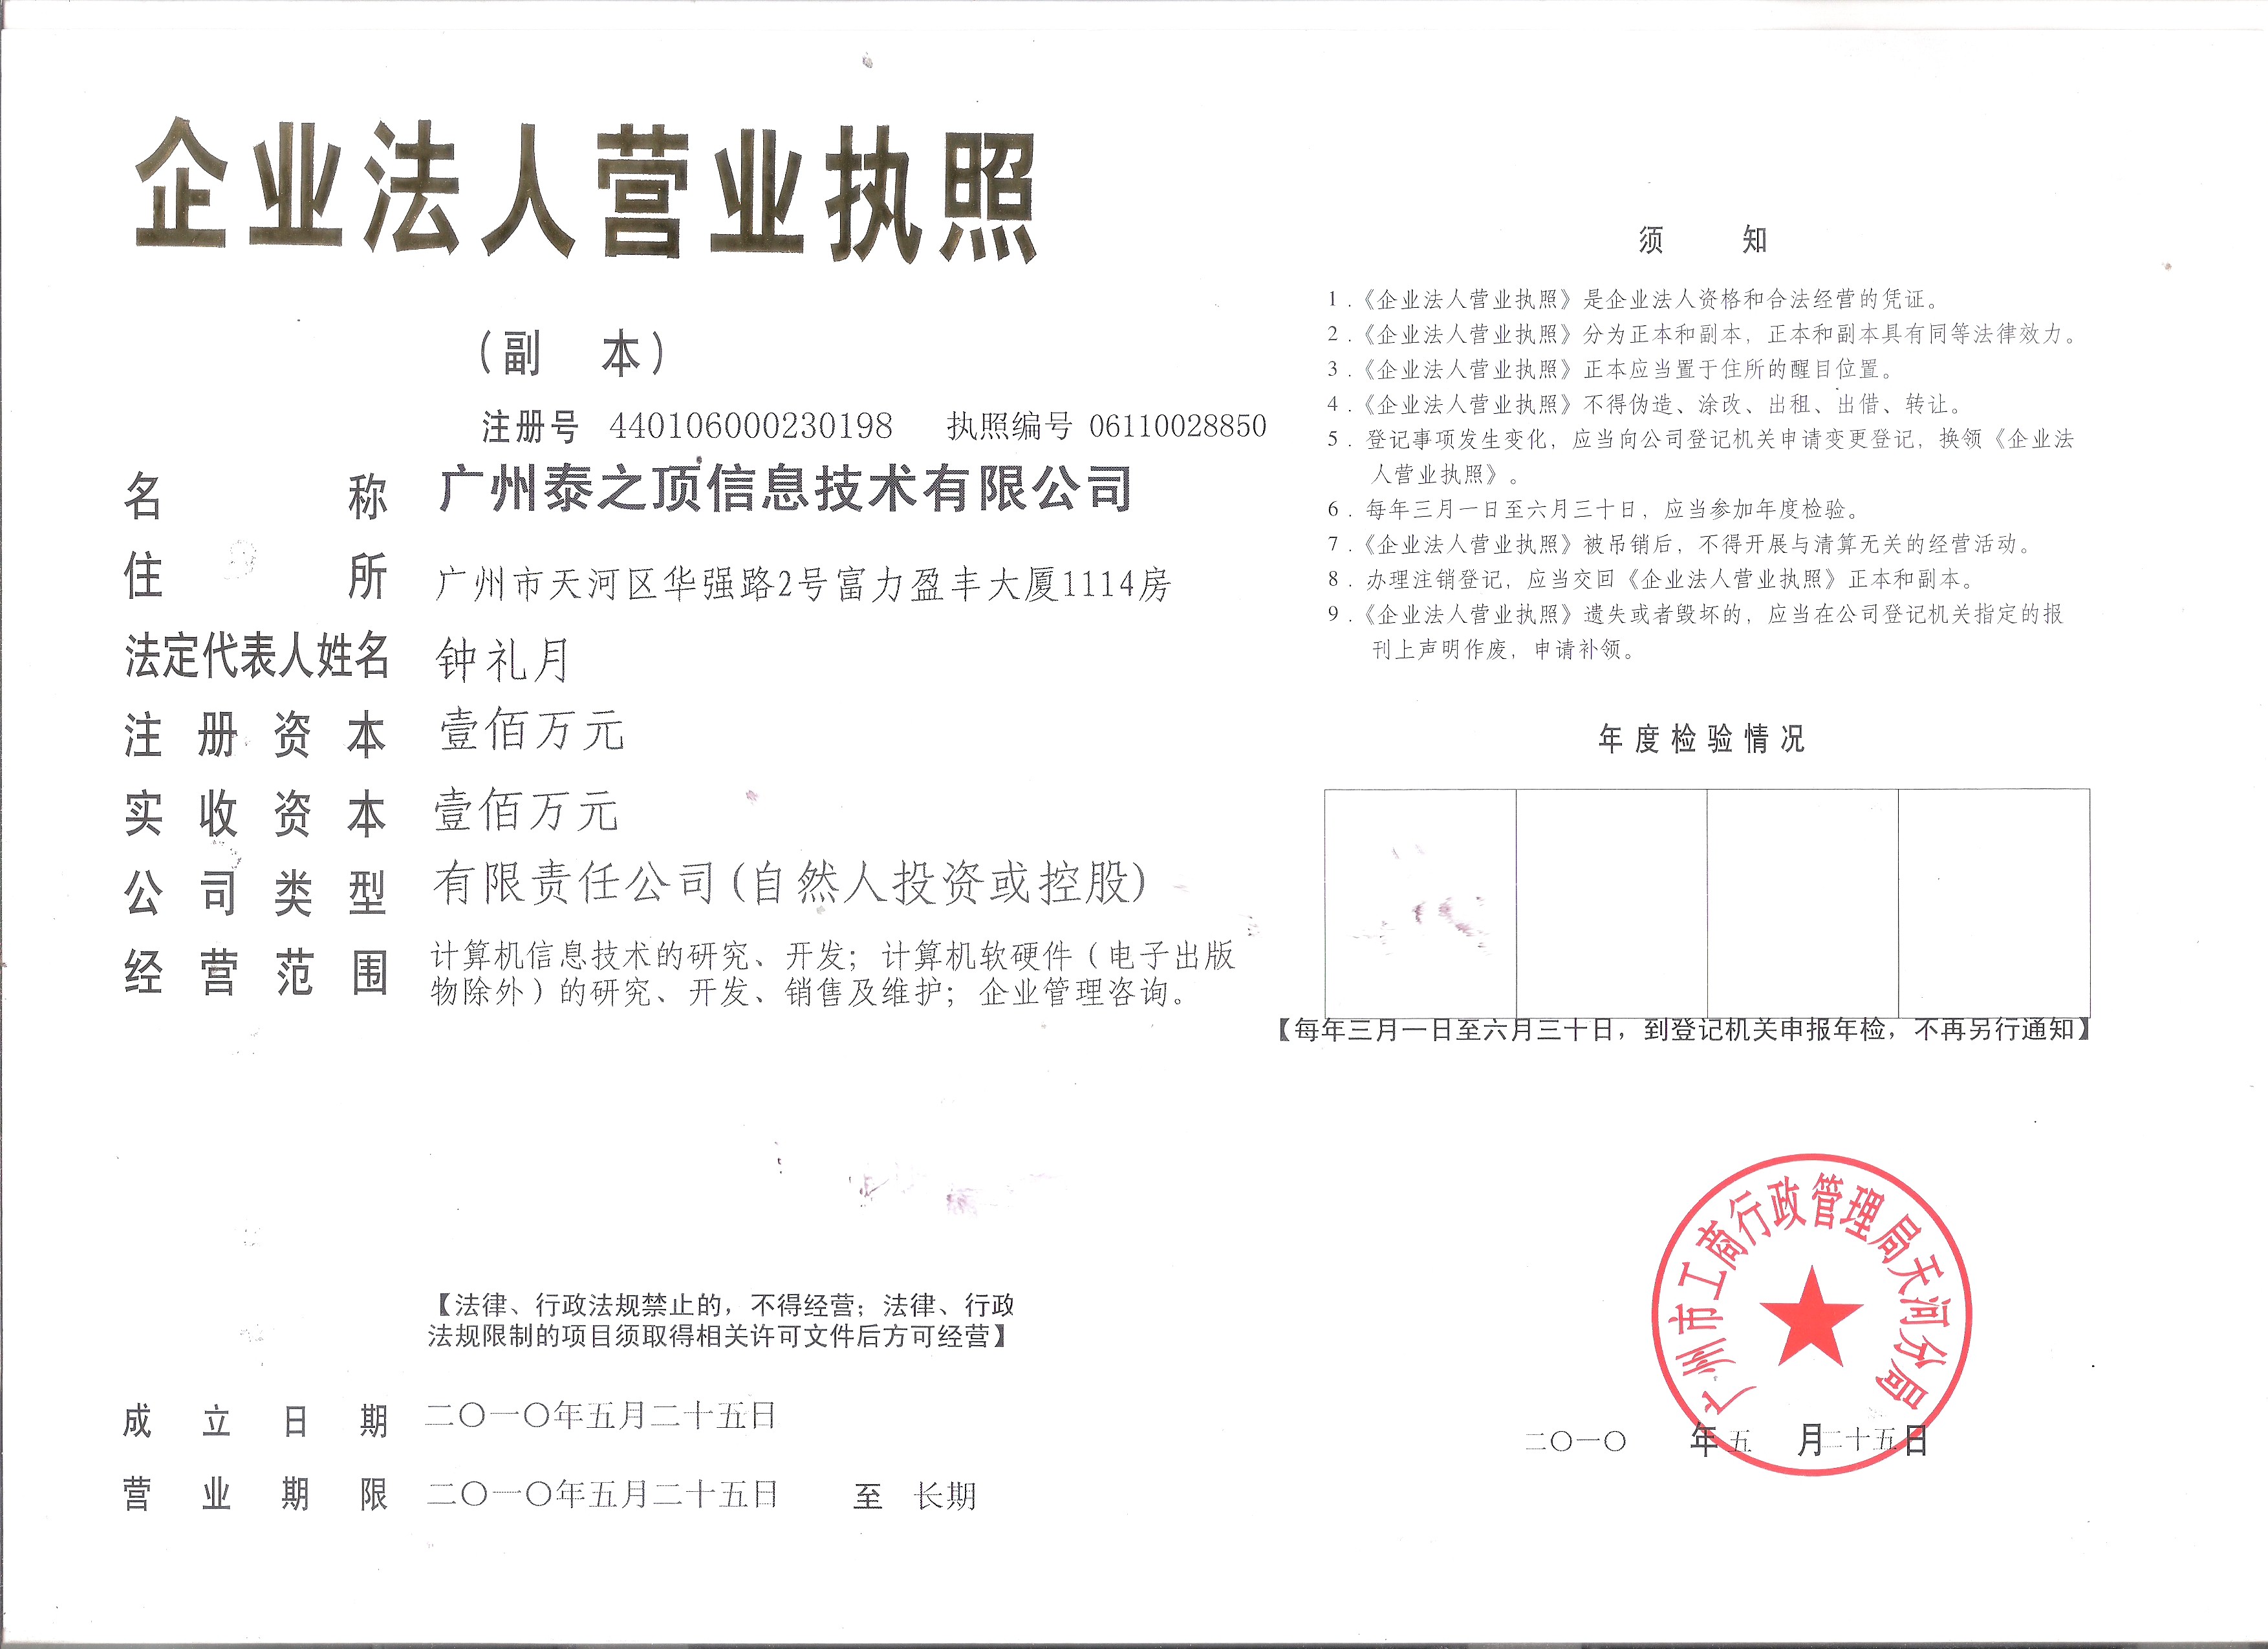 企业法人营业执照
（副 本）
注册号 440106000230198 执照编号 06110028850
名 称 广州泰之顶信息技术有限公司
住 所 广州市天河区华强路2号富力盈丰大厦1114房
法定代表人姓名 钟礼月
注册资本 壹佰万元
实收资本 壹佰万元
公司类型 有限责任公司(自然人投资或控股)
经营范围 计算机信息技术的研究、开发；计算机软硬件（电子出版
物除外）的研究、开发、销售及维护；企业管理咨询。
【法律、行政法规禁止的，不得经营；法律、行政
法规限制的项目须取得相关许可文件后方可经营】
成立日期 二〇一〇年五月二十五日
营业期限 二〇一〇年五月二十五日 至 长期
须 知
1．《企业法人营业执照》是企业法人资格和合法经营的凭证。
2．《企业法人营业执照》分为正本和副本，正本和副本具有同等法律效力。
3．《企业法人营业执照》正本应当置于住所的醒目位置。
4．《企业法人营业执照》不得伪造、涂改、出租、出借、转让。
5．登记事项发生变化，应当向公司登记机关申请变更登记，换领《企业法
人营业执照》。
6．每年三月一日至六月三十日，应当参加年度检验。
7．《企业法人营业执照》被吊销后，不得开展与清算无关的经营活动。
8．办理注销登记，应当交回《企业法人营业执照》正本和副本。
9．《企业法人营业执照》遗失或者毁坏的，应当在公司登记机关指定的报
刊上声明作废，申请补领。
年度检验情况
【每年三月一日至六月三十日，到登记机关申报年检，不再另行通知】
广州市工商行政管理局天河分局
二〇一〇 年 五 月 二十五 日